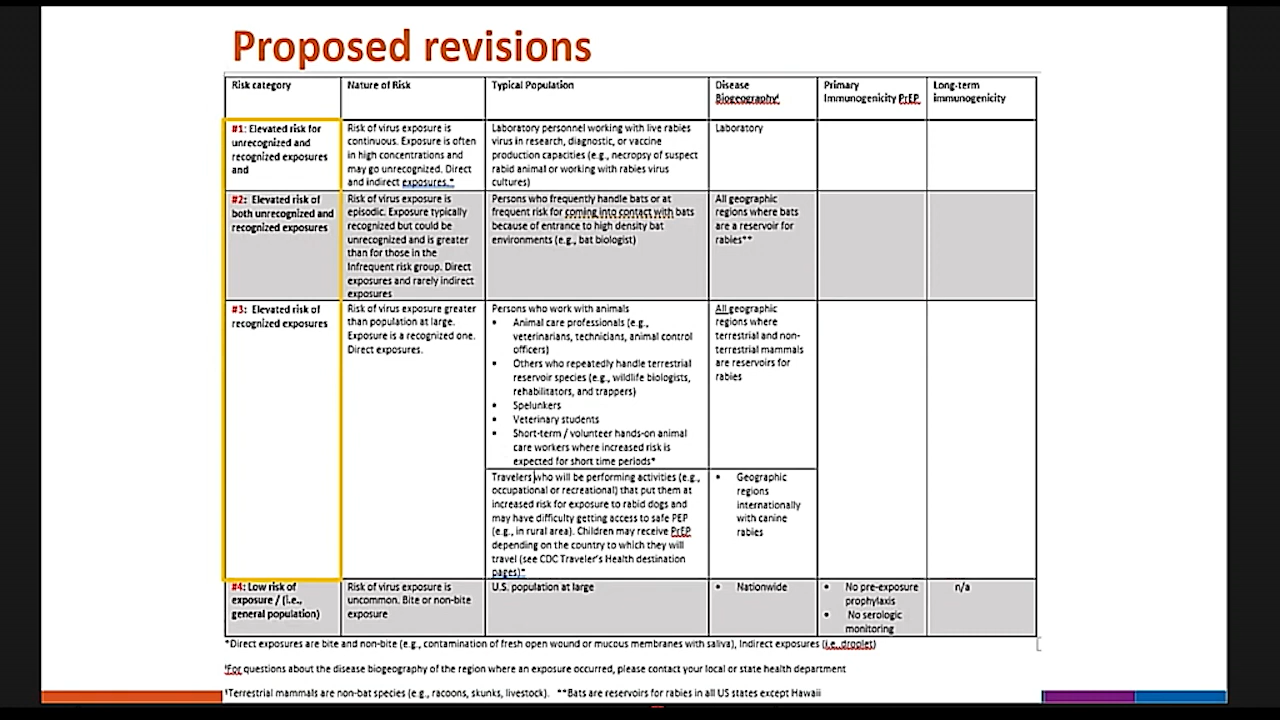 Proposed revisions
Risk category
Nature of Risk
Typical Population
Disease
Biogeography†
Primary
Immunogenicity PrEP
Long-term
immunogenicity
#1: Elevated risk for
unrecognized and
recognized exposures
and
Risk of virus exposure is
continuous. Exposure is often
in high concentrations and
may go unrecognized. Direct
and indirect exposures.*
Laboratory personnel working with live rabies
virus in research, diagnostic, or vaccine
production capacities (e.g., necropsy of suspect
rabid animal or working with rabies virus
cultures)
Laboratory
#2: Elevated risk of
both unrecognized and
recognized exposures
Risk of virus exposure is
episodic. Exposure typically
recognized but could be
unrecognized and is greater
than for those in the
Infrequent risk group. Direct
exposures and rarely indirect
exposures
Persons who frequently handle bats or at
frequent risk for coming into contact with bats
because of entrance to high density bat
environments (e.g., bat biologist)
All geographic
regions where bats
are a reservoir for
rabies**
#3: Elevated risk of
recognized exposures
Risk of virus exposure greater
than population at large.
Exposure is a recognized one.
Direct exposures.
Persons who work with animals
• Animal care professionals (e.g.,
veterinarians, technicians, animal control
officers)
• Others who repeatedly handle terrestrial
reservoir species (e.g., wildlife biologists,
rehabilitators, and trappers)
• Spelunkers
• Veterinary students
• Short-term / volunteer hands-on animal
care workers where increased risk is
expected for short time periods*
All geographic
regions where
terrestrial and non-
terrestrial mammals
are reservoirs for
rabies
Travelers who will be performing activities (e.g.,
occupational or recreational) that put them at
increased risk for exposure to rabid dogs and
may have difficulty getting access to safe PEP
(e.g., in rural area). Children may receive PrEP
depending on the country to which they will
travel (see CDC Traveler's Health destination
pages)*
• Geographic
regions
internationally
with canine
rabies
#4: Low risk of
exposure / (i.e.,
general population)
Risk of virus exposure is
uncommon. Bite or non-bite
exposure
U.S. population at large
• Nationwide
• No pre-exposure
prophylaxis
• No serologic
monitoring
n/a
*Direct exposures are bite and non-bite (e.g., contamination of fresh open wound or mucous membranes with saliva), Indirect exposures (i.e. droplet)
†For questions about the disease biogeography of the region where an exposure occurred, please contact your local or state health department
§Terrestrial mammals are non-bat species (e.g., racoons, skunks, livestock). **Bats are reservoirs for rabies in all US states except Hawaii